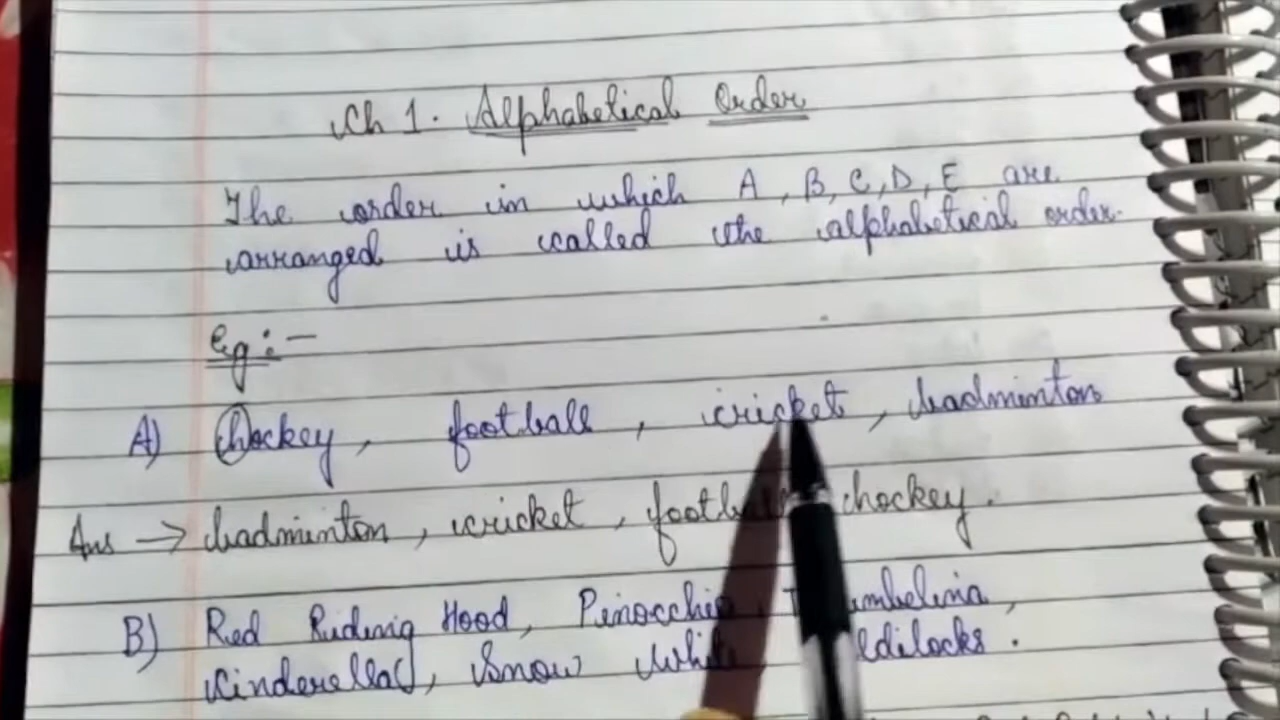 Ch 1. Alphabetical Order
The order in which A, B, C, D, E are
arranged is called the alphabetical order.
eg:-
A) hockey, football, cricket, badminton
Ans → badminton, cricket, football hockey.
B) Red Riding Hood, Pinocchio,
Cinderella, Snow White